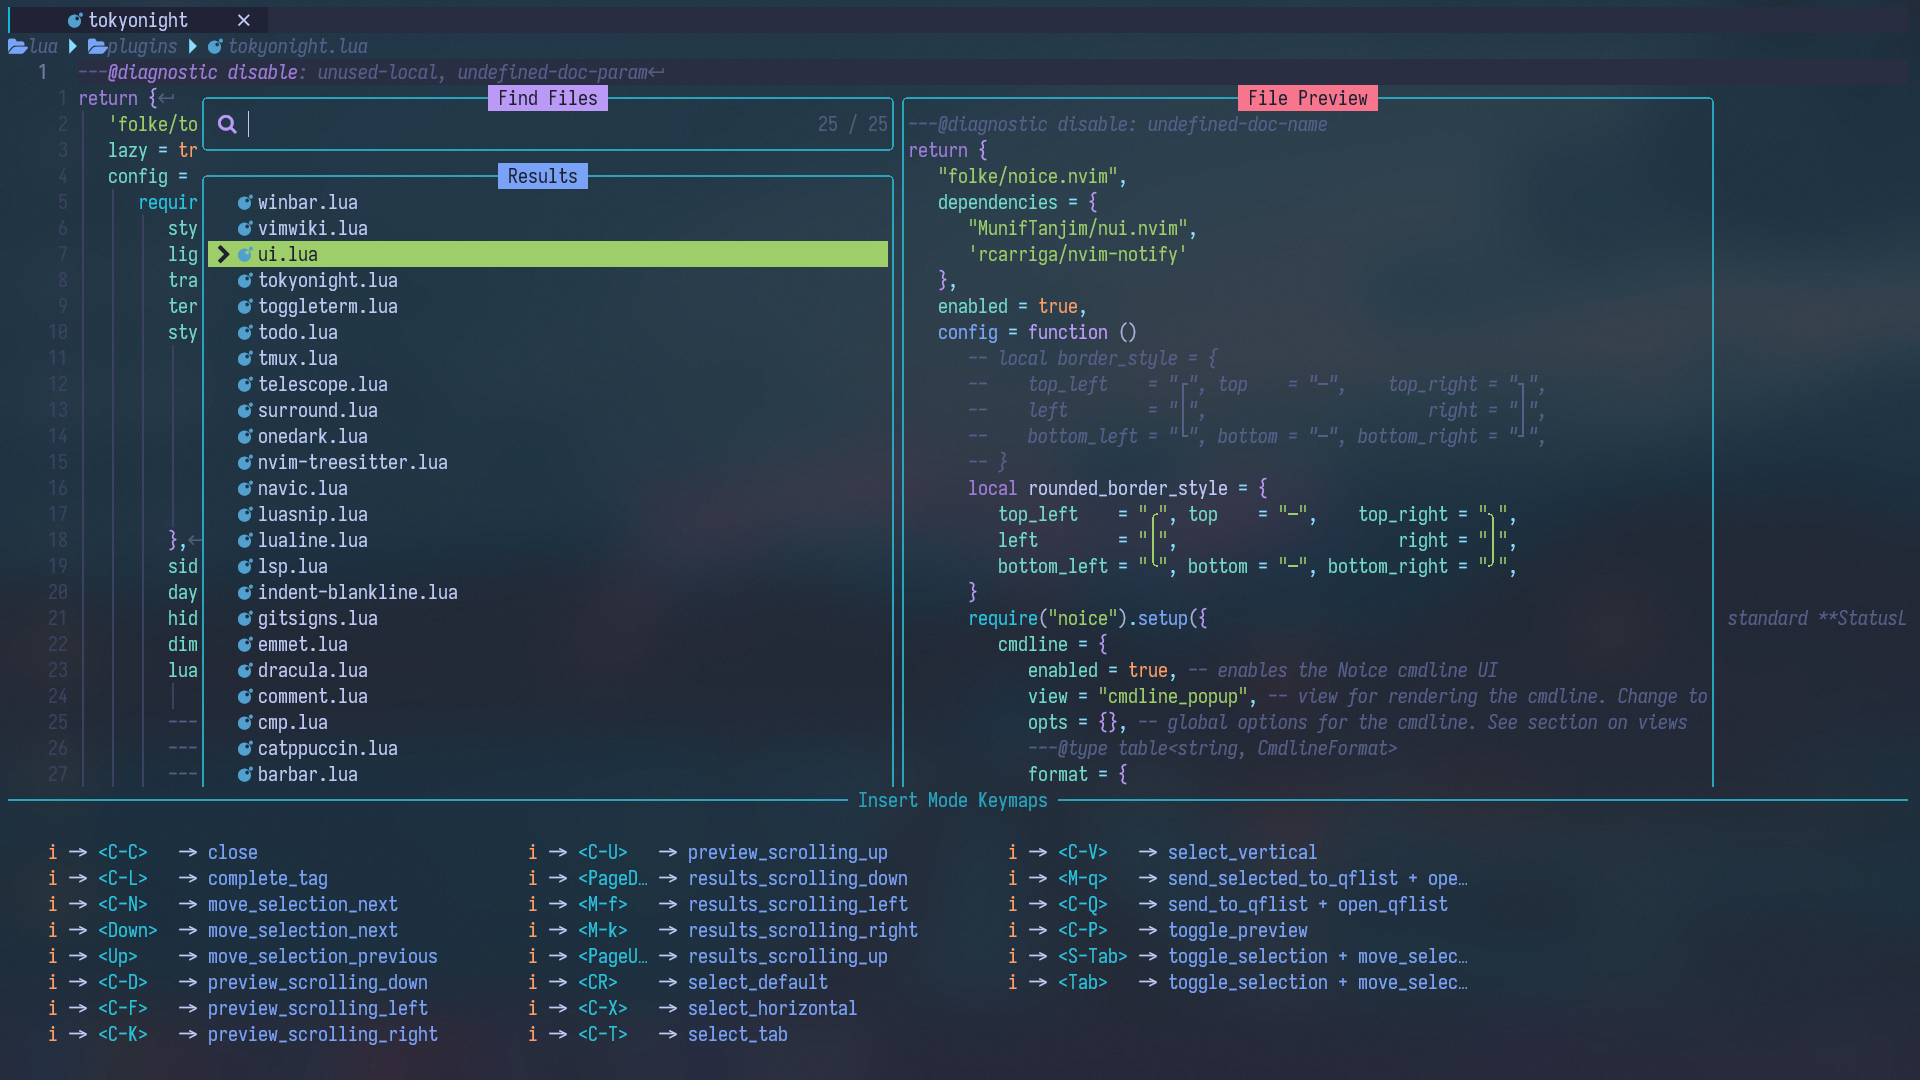 tokyonight ×
lua plugins tokyonight.lua
1 ---@diagnostic disable: unused-local, undefined-doc-param
1 return {
2 'folke/to
3 lazy = tr
4 config =
5 requir
6 sty
7 lig
8 tra
9 ter
10 sty
11
12
13
14
15
16
17
18 },
19 sid
20 day
21 hid
22 dim
23 lua
24
25 ---
26 ---
27 ---
Find Files
25 / 25
Results
winbar.lua
vimwiki.lua
ui.lua
tokyonight.lua
toggleterm.lua
todo.lua
tmux.lua
telescope.lua
surround.lua
onedark.lua
nvim-treesitter.lua
navic.lua
luasnip.lua
lualine.lua
lsp.lua
indent-blankline.lua
gitsigns.lua
emmet.lua
dracula.lua
comment.lua
cmp.lua
catppuccin.lua
barbar.lua
File Preview
---@diagnostic disable: undefined-doc-name
return {
"folke/noice.nvim",
dependencies = {
"MunifTanjim/nui.nvim",
'rcarriga/nvim-notify'
},
enabled = true,
config = function ()
-- local border_style = {
-- top_left = "┌", top = "─", top_right = "┐",
-- left = "│", right = "│",
-- bottom_left = "└", bottom = "─", bottom_right = "┘",
-- }
local rounded_border_style = {
top_left = "╭", top = "─", top_right = "╮",
left = "│", right = "│",
bottom_left = "╰", bottom = "─", bottom_right = "╯",
}
require("noice").setup({
cmdline = {
enabled = true, -- enables the Noice cmdline UI
view = "cmdline_popup", -- view for rendering the cmdline. Change to
opts = {}, -- global options for the cmdline. See section on views
---@type table<string, CmdlineFormat>
format = {
standard **StatusL
Insert Mode Keymaps
i → <C-C> → close
i → <C-L> → complete_tag
i → <C-N> → move_selection_next
i → <Down> → move_selection_next
i → <Up> → move_selection_previous
i → <C-D> → preview_scrolling_down
i → <C-F> → preview_scrolling_left
i → <C-K> → preview_scrolling_right
i → <C-U> → preview_scrolling_up
i → <PageD… → results_scrolling_down
i → <M-f> → results_scrolling_left
i → <M-k> → results_scrolling_right
i → <PageU… → results_scrolling_up
i → <CR> → select_default
i → <C-X> → select_horizontal
i → <C-T> → select_tab
i → <C-V> → select_vertical
i → <M-q> → send_selected_to_qflist + ope…
i → <C-Q> → send_to_qflist + open_qflist
i → <C-P> → toggle_preview
i → <S-Tab> → toggle_selection + move_selec…
i → <Tab> → toggle_selection + move_selec…